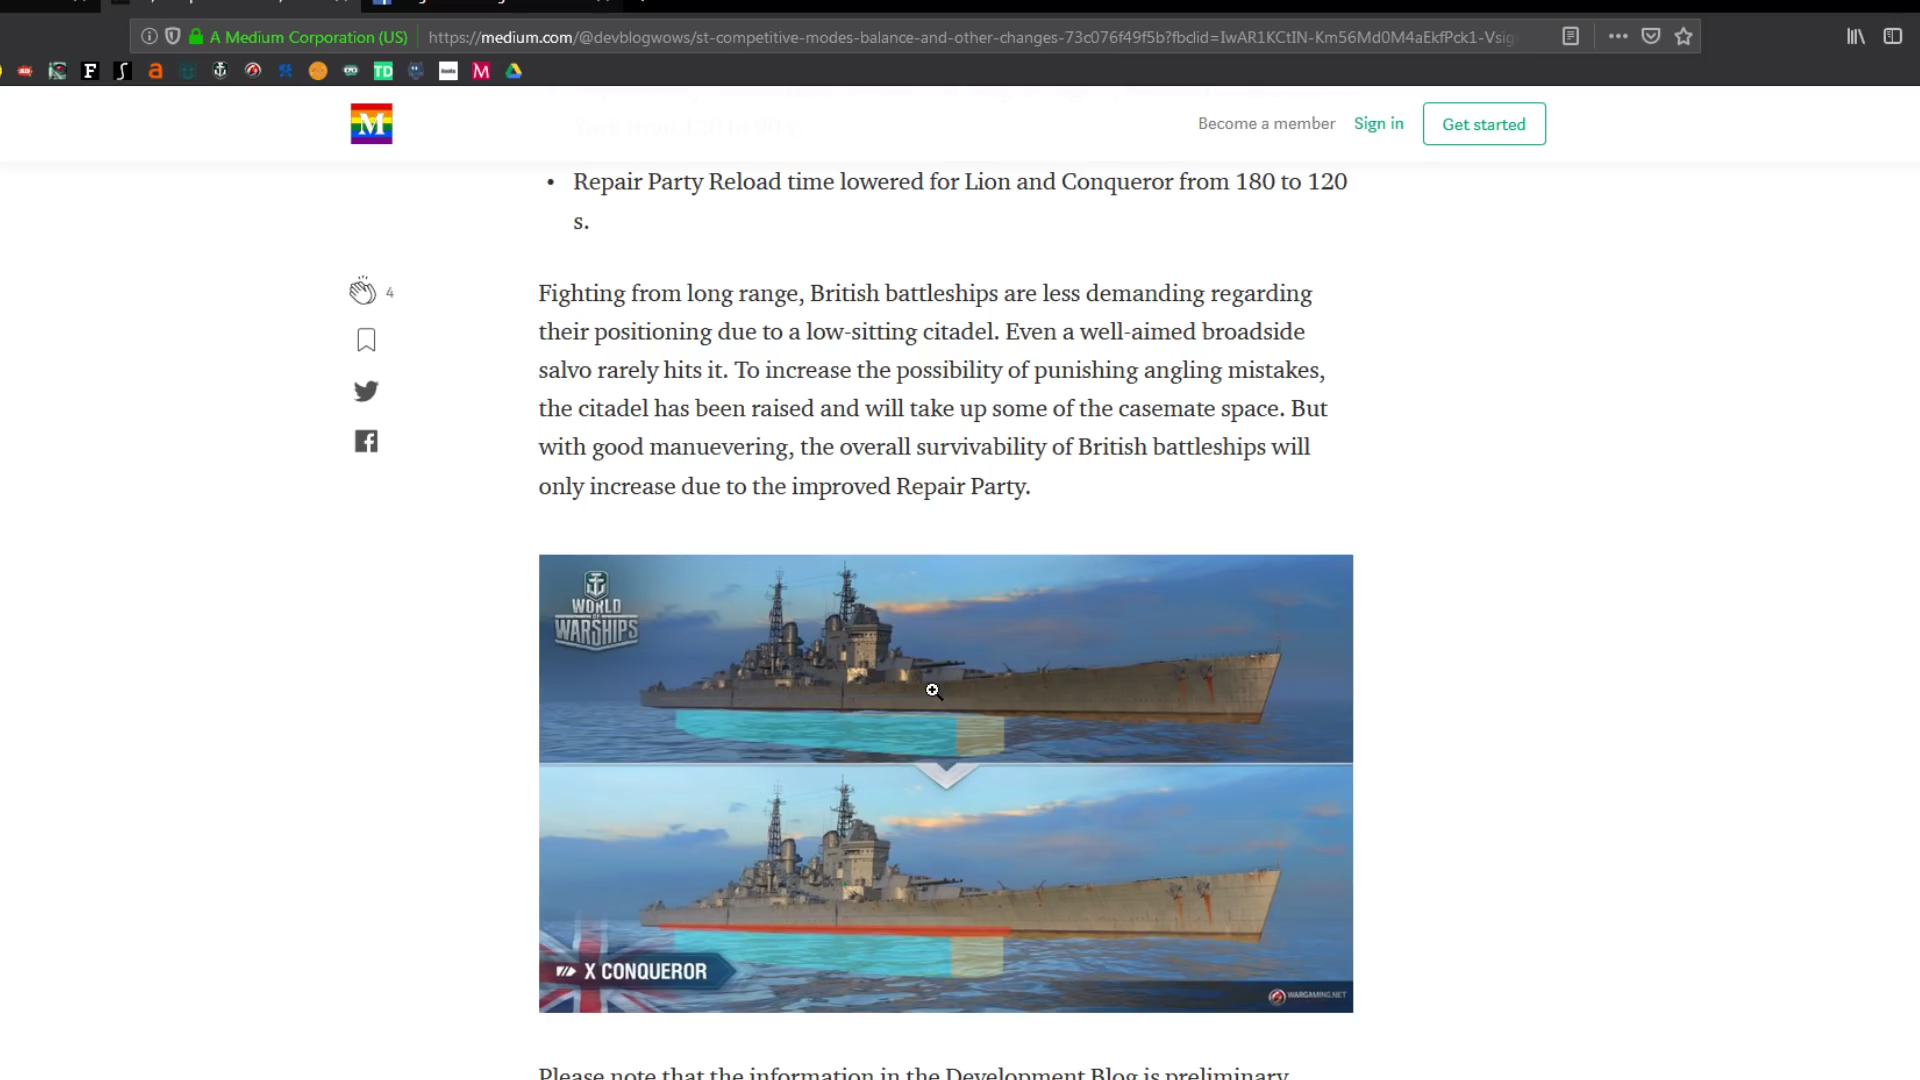 A Medium Corporation (US) https://medium.com/@devblogwows/st-competitive-modes-balance-and-other-changes-73c076f49f5b?fbclid=IwAR1KCtIN-Km56Md0M4aEkfPck1-Vsig
F a TD M
M Become a member Sign in Get started
• Repair Party Reload time lowered for Lion and Conqueror from 180 to 120
s.
4
Fighting from long range, British battleships are less demanding regarding
their positioning due to a low-sitting citadel. Even a well-aimed broadside
salvo rarely hits it. To increase the possibility of punishing angling mistakes,
the citadel has been raised and will take up some of the casemate space. But
with good manuevering, the overall survivability of British battleships will
only increase due to the improved Repair Party.
WORLD
OF
WARSHIPS
X CONQUEROR
WARGAMING.NET
Please note that the information in the Development Blog is preliminary